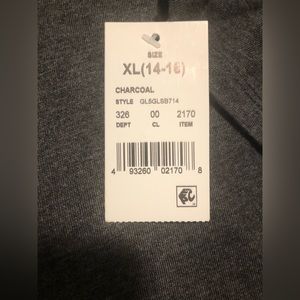 SIZE
XL(14-16)
CHARCOAL
STYLE GL5GLSB714
326 00 2170
DEPT CL ITEM
4 93260 02170 8